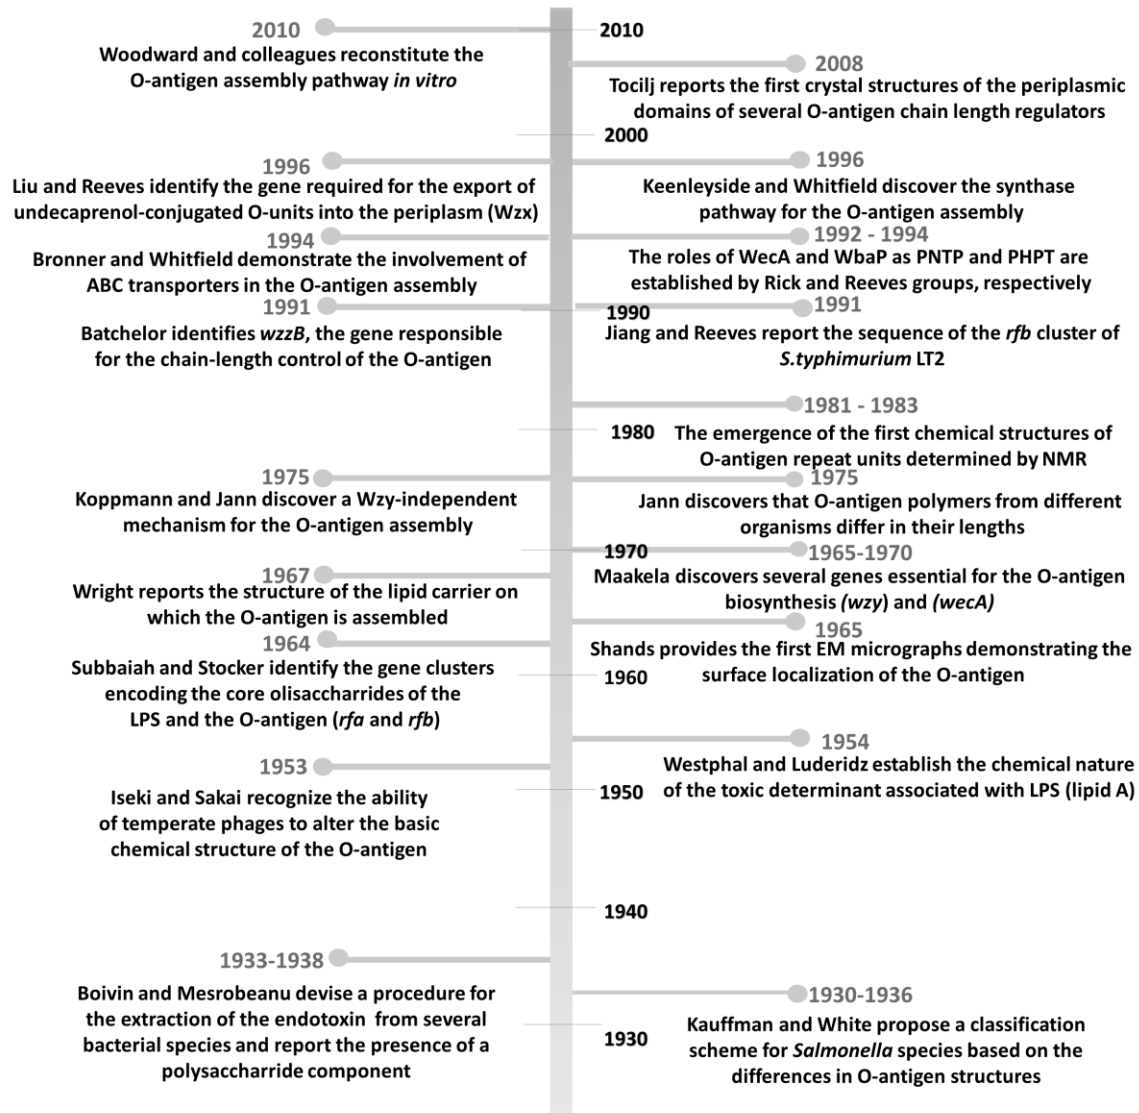 2010
2010
Woodward and colleagues reconstitute the
O-antigen assembly pathway in vitro
2008
Tocilj reports the first crystal structures of the periplasmic
domains of several O-antigen chain length regulators
2000
1996
Liu and Reeves identify the gene required for the export of
undecaprenol-conjugated O-units into the periplasm (Wzx)
1996
Keenleyside and Whitfield discover the synthase
pathway for the O-antigen assembly
1994
Bronner and Whitfield demonstrate the involvement of
ABC transporters in the O-antigen assembly
1992 - 1994
The roles of WecA and WbaP as PNTP and PHPT are
established by Rick and Reeves groups, respectively
1991
Batchelor identifies wzzB, the gene responsible
for the chain-length control of the O-antigen
1990
1991
Jiang and Reeves report the sequence of the rfb cluster of
S.typhimurium LT2
1981 - 1983
1980
The emergence of the first chemical structures of
O-antigen repeat units determined by NMR
1975
Koppmann and Jann discover a Wzy-independent
mechanism for the O-antigen assembly
1975
Jann discovers that O-antigen polymers from different
organisms differ in their lengths
1970
1965-1970
Maakela discovers several genes essential for the O-antigen
biosynthesis (wzy) and (wecA)
1967
Wright reports the structure of the lipid carrier on
which the O-antigen is assembled
1965
Shands provides the first EM micrographs demonstrating the
surface localization of the O-antigen
1964
Subbaiah and Stocker identify the gene clusters
encoding the core olisaccharrides of the
LPS and the O-antigen (rfa and rfb)
1960
1954
Westphal and Luderidz establish the chemical nature
of the toxic determinant associated with LPS (lipid A)
1953
Iseki and Sakai recognize the ability
of temperate phages to alter the basic
chemical structure of the O-antigen
1950
1940
1933-1938
Boivin and Mesrobeanu devise a procedure for
the extraction of the endotoxin from several
bacterial species and report the presence of a
polysaccharride component
1930-1936
1930
Kauffman and White propose a classification
scheme for Salmonella species based on the
differences in O-antigen structures